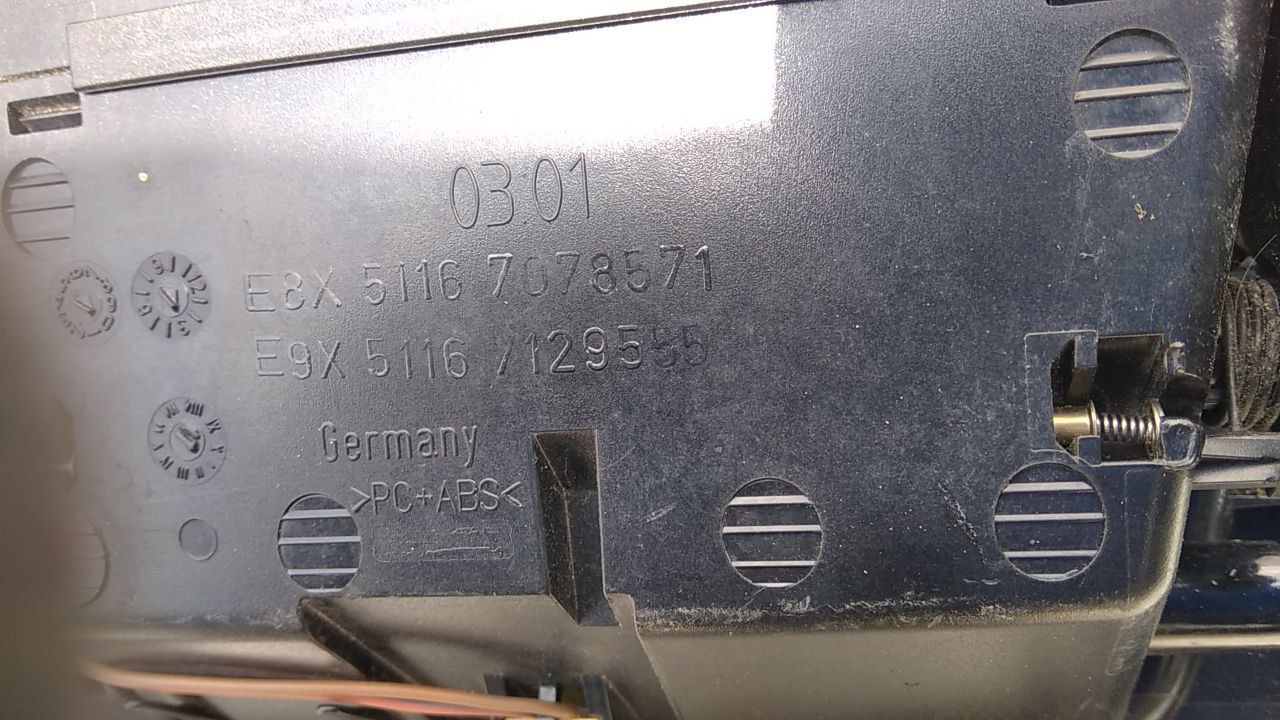 03.01
E8X 5116 7078571
E9X 5116 7129555
Germany
>PC+ABS<